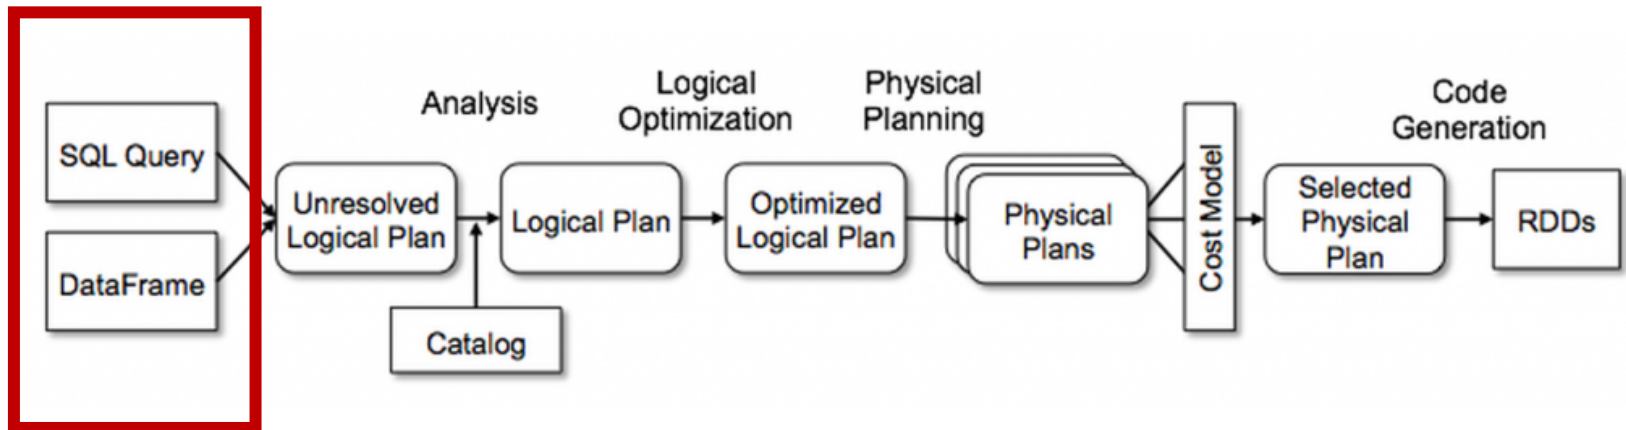 SQL Query
DataFrame
Unresolved
Logical Plan
Analysis
Catalog
Logical Plan
Logical
Optimization
Optimized
Logical Plan
Physical
Planning
Physical
Plans
Cost Model
Selected
Physical
Plan
Code
Generation
RDDs